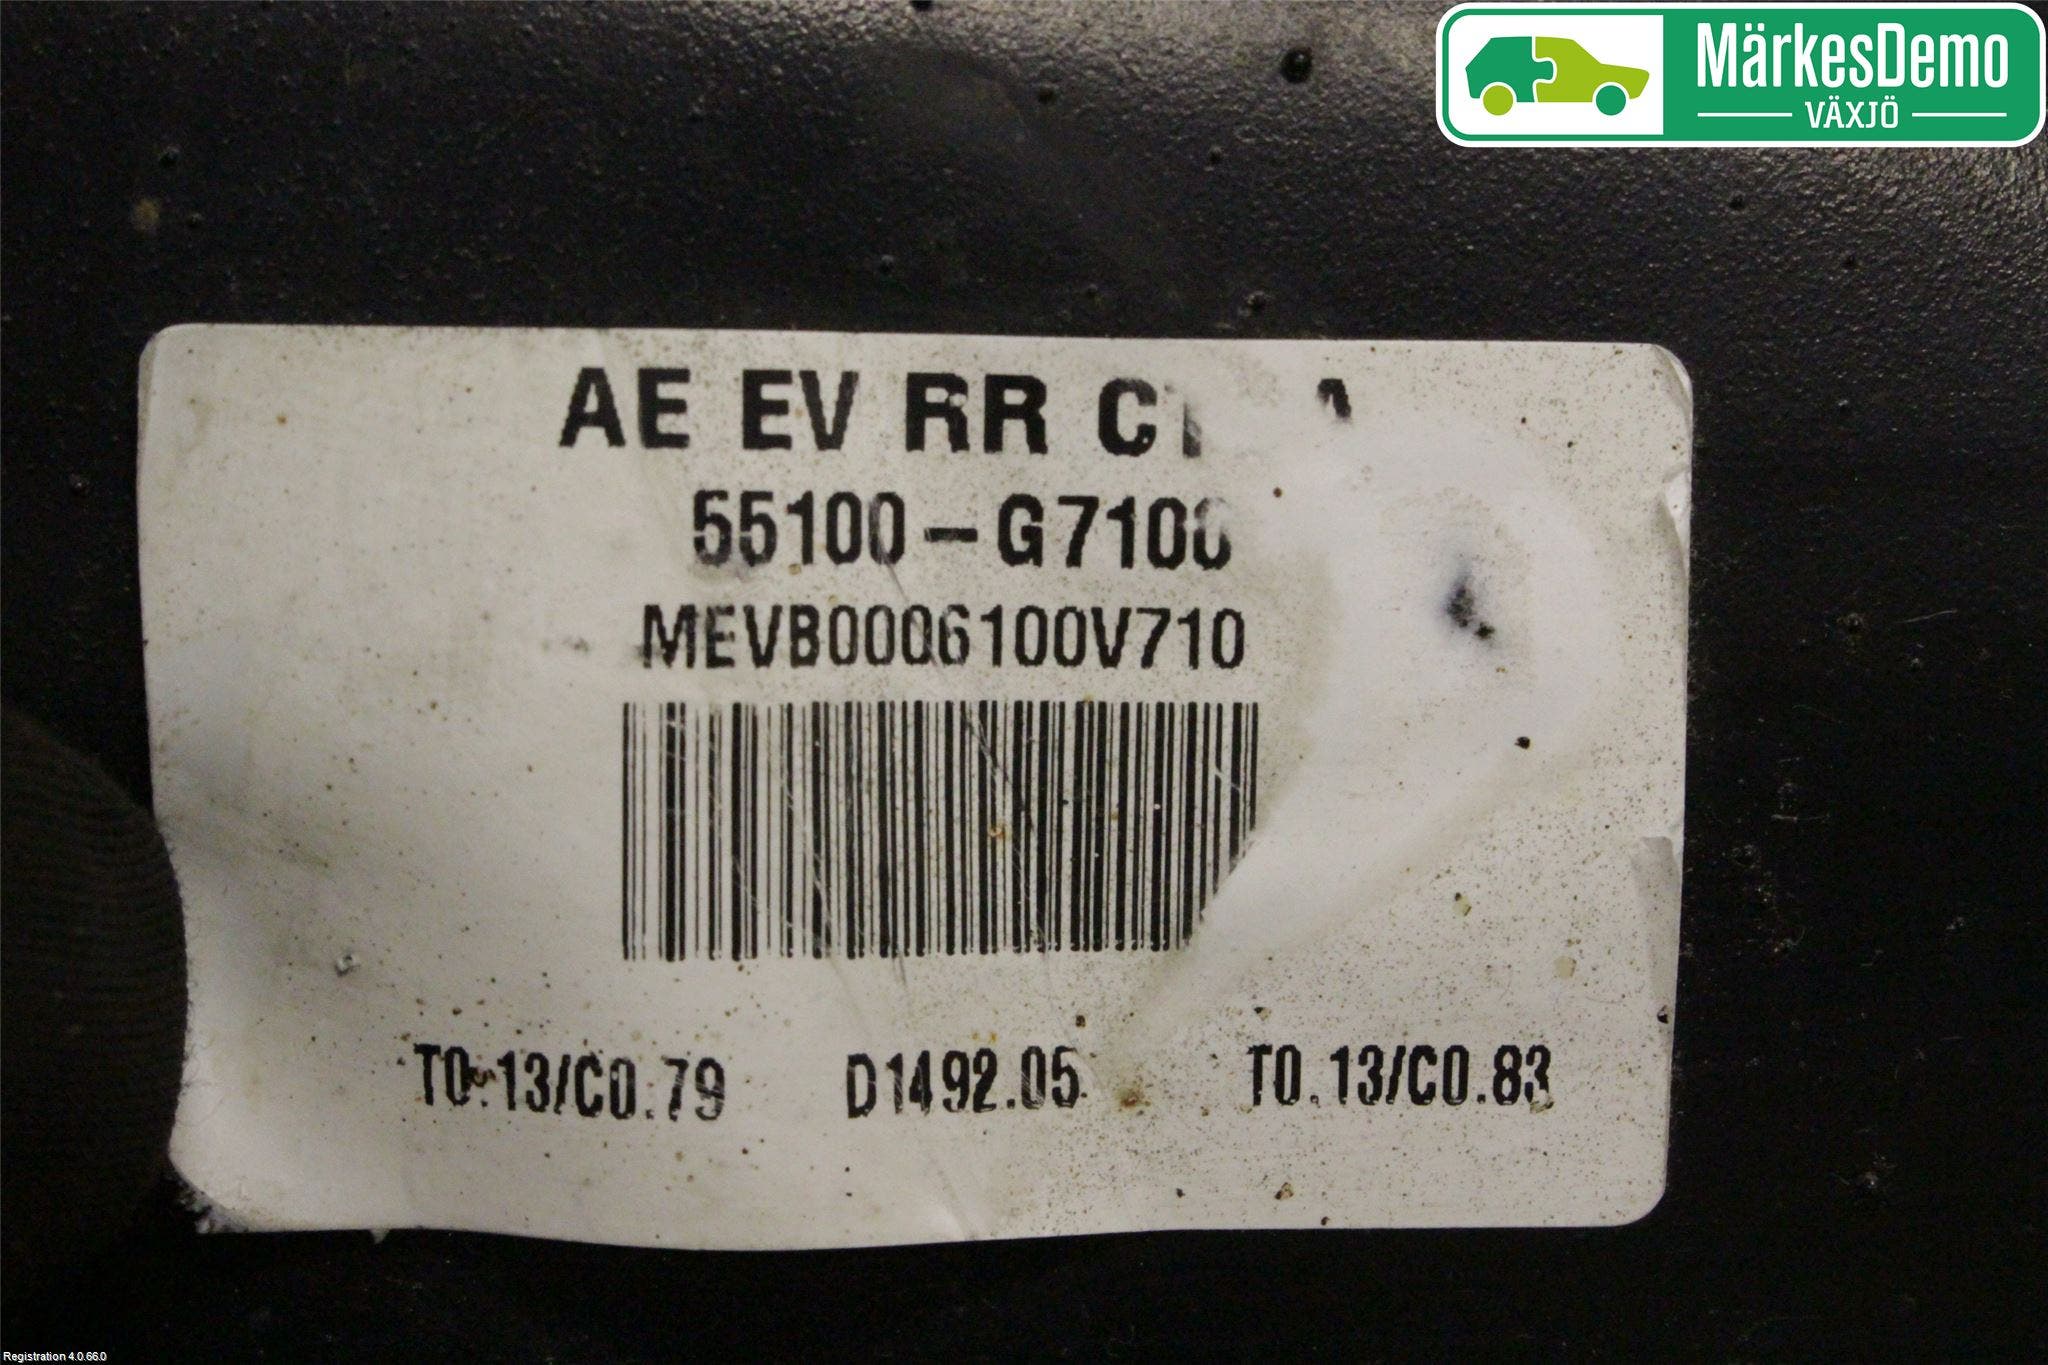 MärkesDemo
VÄXJÖ
AE EV RR
55100-G7100
MEVB0006100V710
T0.13/C0.79 D1492.05 T0.13/C0.83
Registration 4.0.66.0